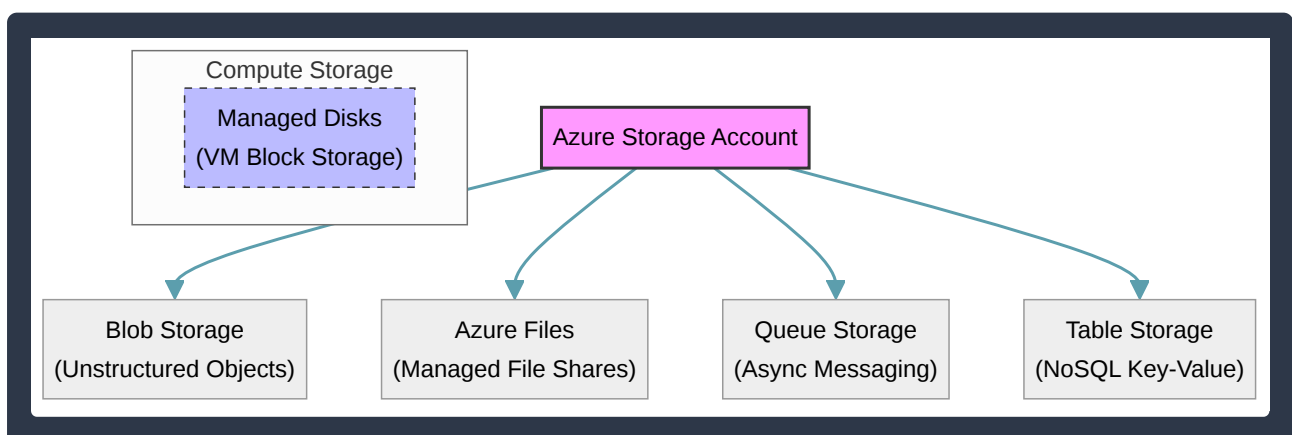 Compute Storage
Managed Disks
(VM Block Storage)
Azure Storage Account
Blob Storage
(Unstructured Objects)
Azure Files
(Managed File Shares)
Queue Storage
(Async Messaging)
Table Storage
(NoSQL Key-Value)